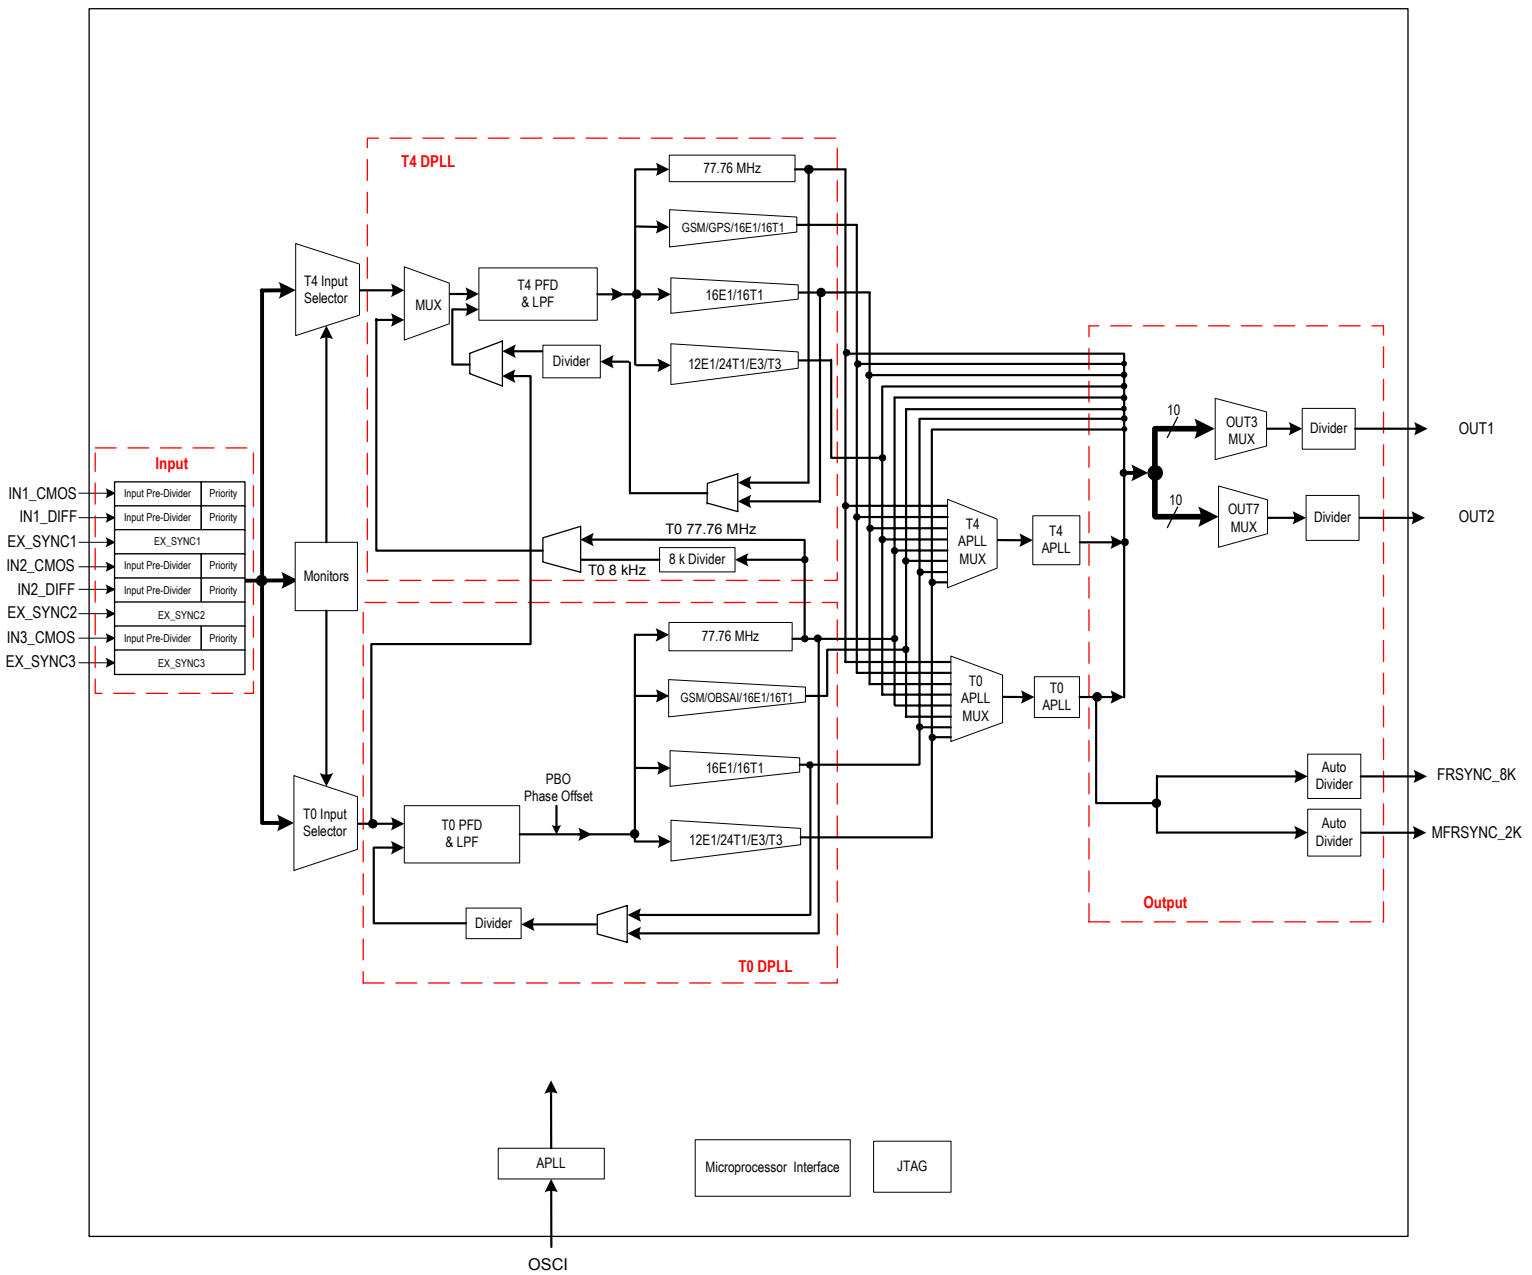 T4 DPLL
77.76 MHz
GSM/GPS/16E1/16T1
T4 Input
Selector
MUX
T4 PFD
& LPF
16E1/16T1
Divider
12E1/24T1/E3/T3
10
OUT3
MUX
Divider
OUT1
Input
IN1_CMOS
Input Pre-Divider
Priority
IN1_DIFF
Input Pre-Divider
Priority
EX_SYNC1
EX_SYNC1
IN2_CMOS
Input Pre-Divider
Priority
IN2_DIFF
Input Pre-Divider
Priority
EX_SYNC2
EX_SYNC2
IN3_CMOS
Input Pre-Divider
Priority
EX_SYNC3
EX_SYNC3
Monitors
10
OUT7
MUX
Divider
OUT2
T0 77.76 MHz
8 k Divider
T0 8 kHz
T4
APLL
MUX
T4
APLL
77.76 MHz
GSM/OBSAI/16E1/16T1
T0
APLL
MUX
T0
APLL
16E1/16T1
PBO
Phase Offset
T0 Input
Selector
T0 PFD
& LPF
12E1/24T1/E3/T3
Auto
Divider
FRSYNC_8K
Auto
Divider
MFRSYNC_2K
Divider
Output
T0 DPLL
APLL
Microprocessor Interface
JTAG
OSCI